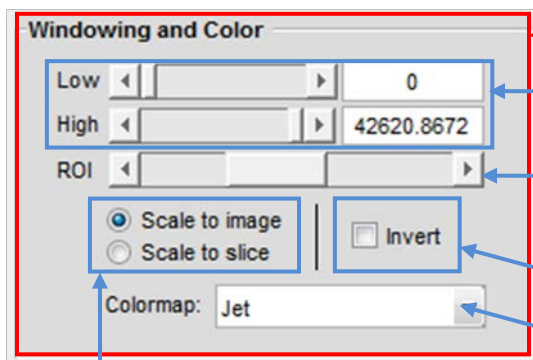 Windowing and Color
Low 0
High 42620.8672
ROI
Scale to image
Scale to slice
Invert
Colormap: Jet